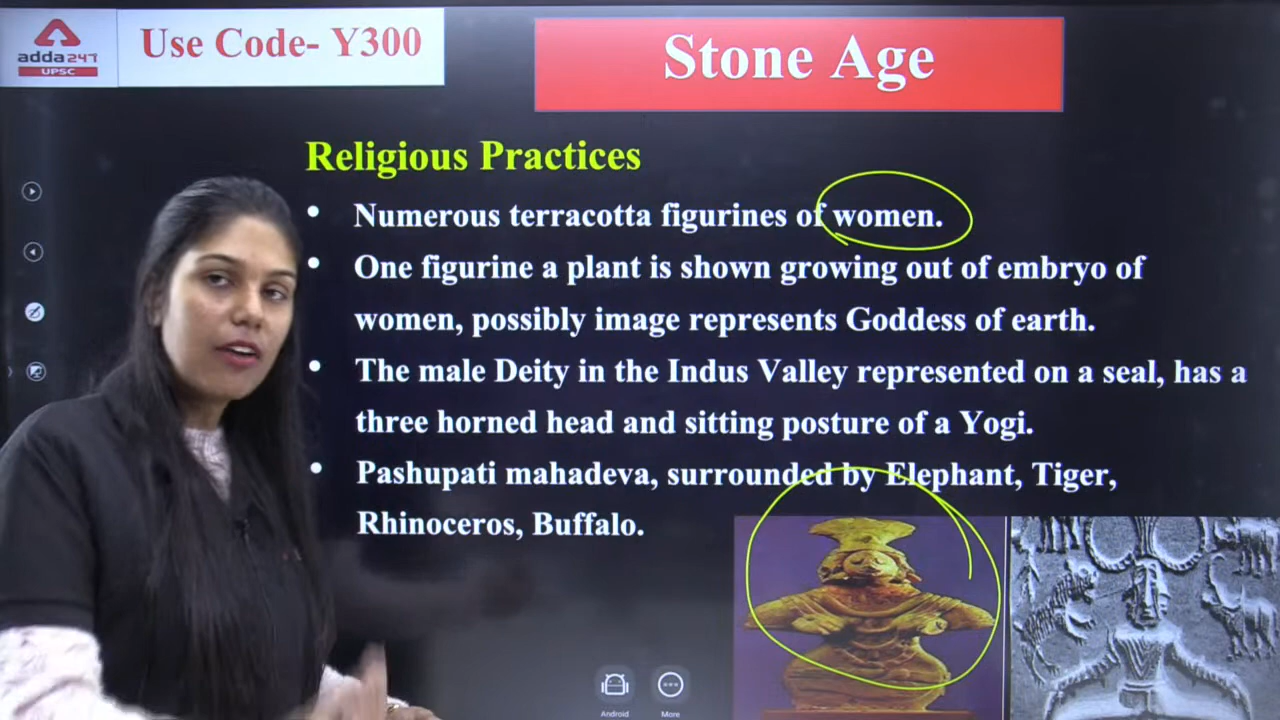 adda247
UPSC
Use Code- Y300
Stone Age
Religious Practices
• Numerous terracotta figurines of women.
• One figurine a plant is shown growing out of embryo of
women, possibly image represents Goddess of earth.
• The male Deity in the Indus Valley represented on a seal, has a
three horned head and sitting posture of a Yogi.
• Pashupati mahadeva, surrounded by Elephant, Tiger,
Rhinoceros, Buffalo.
Android
More